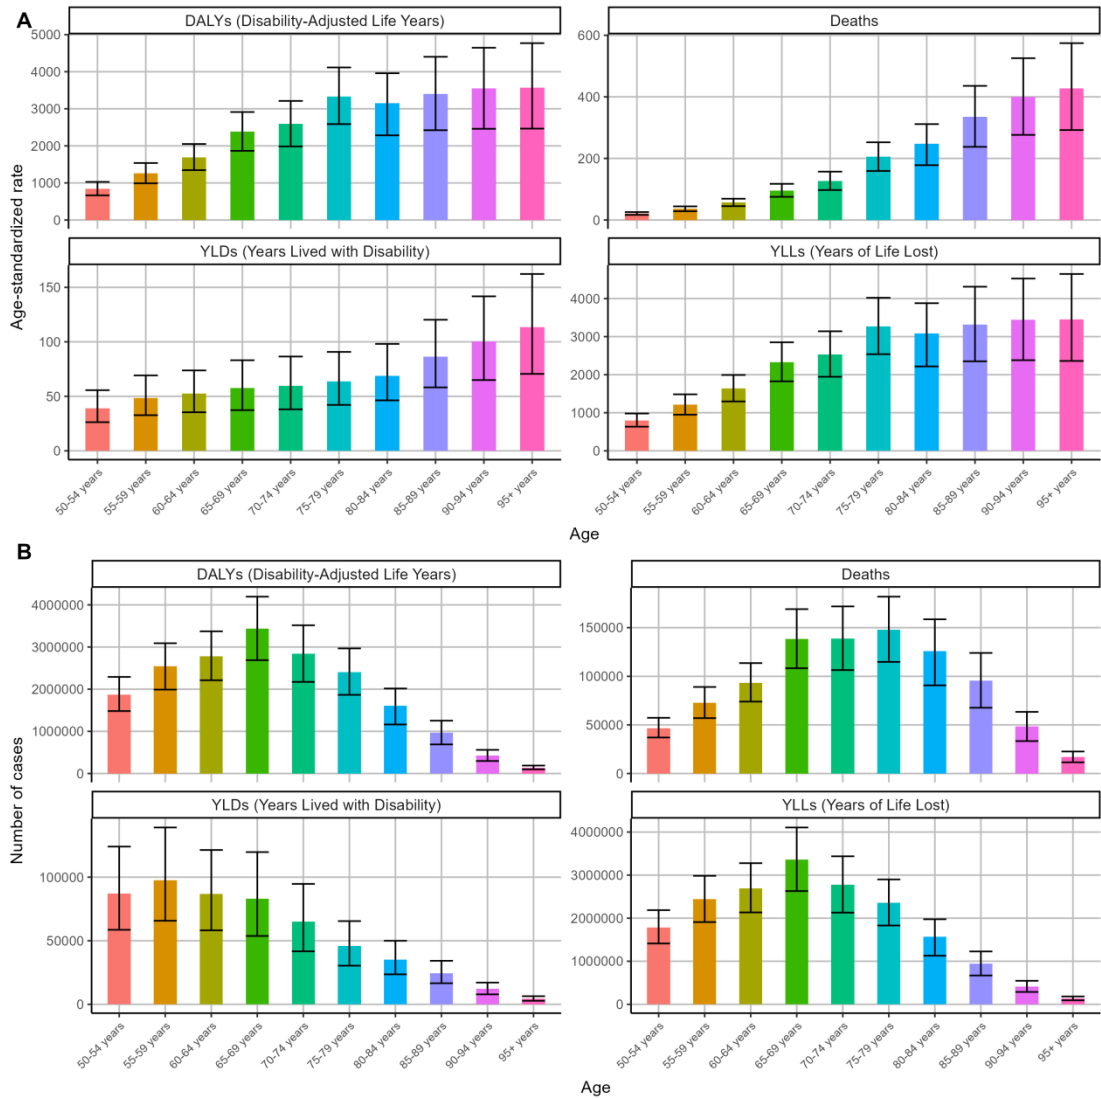 A
DALYs (Disability-Adjusted Life Years)
Deaths
5000
4000
3000
2000
1000
0
600
400
200
0
Age-standardized rate
YLDs (Years Lived with Disability)
YLLs (Years of Life Lost)
150
100
50
0
4000
3000
2000
1000
0
50-54 years
55-59 years
60-64 years
65-69 years
70-74 years
75-79 years
80-84 years
85-89 years
90-94 years
95+ years
50-54 years
55-59 years
60-64 years
65-69 years
70-74 years
75-79 years
80-84 years
85-89 years
90-94 years
95+ years
Age
B
DALYs (Disability-Adjusted Life Years)
Deaths
4000000
3000000
2000000
1000000
0
150000
100000
50000
0
Number of cases
YLDs (Years Lived with Disability)
YLLs (Years of Life Lost)
100000
50000
0
4000000
3000000
2000000
1000000
0
50-54 years
55-59 years
60-64 years
65-69 years
70-74 years
75-79 years
80-84 years
85-89 years
90-94 years
95+ years
50-54 years
55-59 years
60-64 years
65-69 years
70-74 years
75-79 years
80-84 years
85-89 years
90-94 years
95+ years
Age